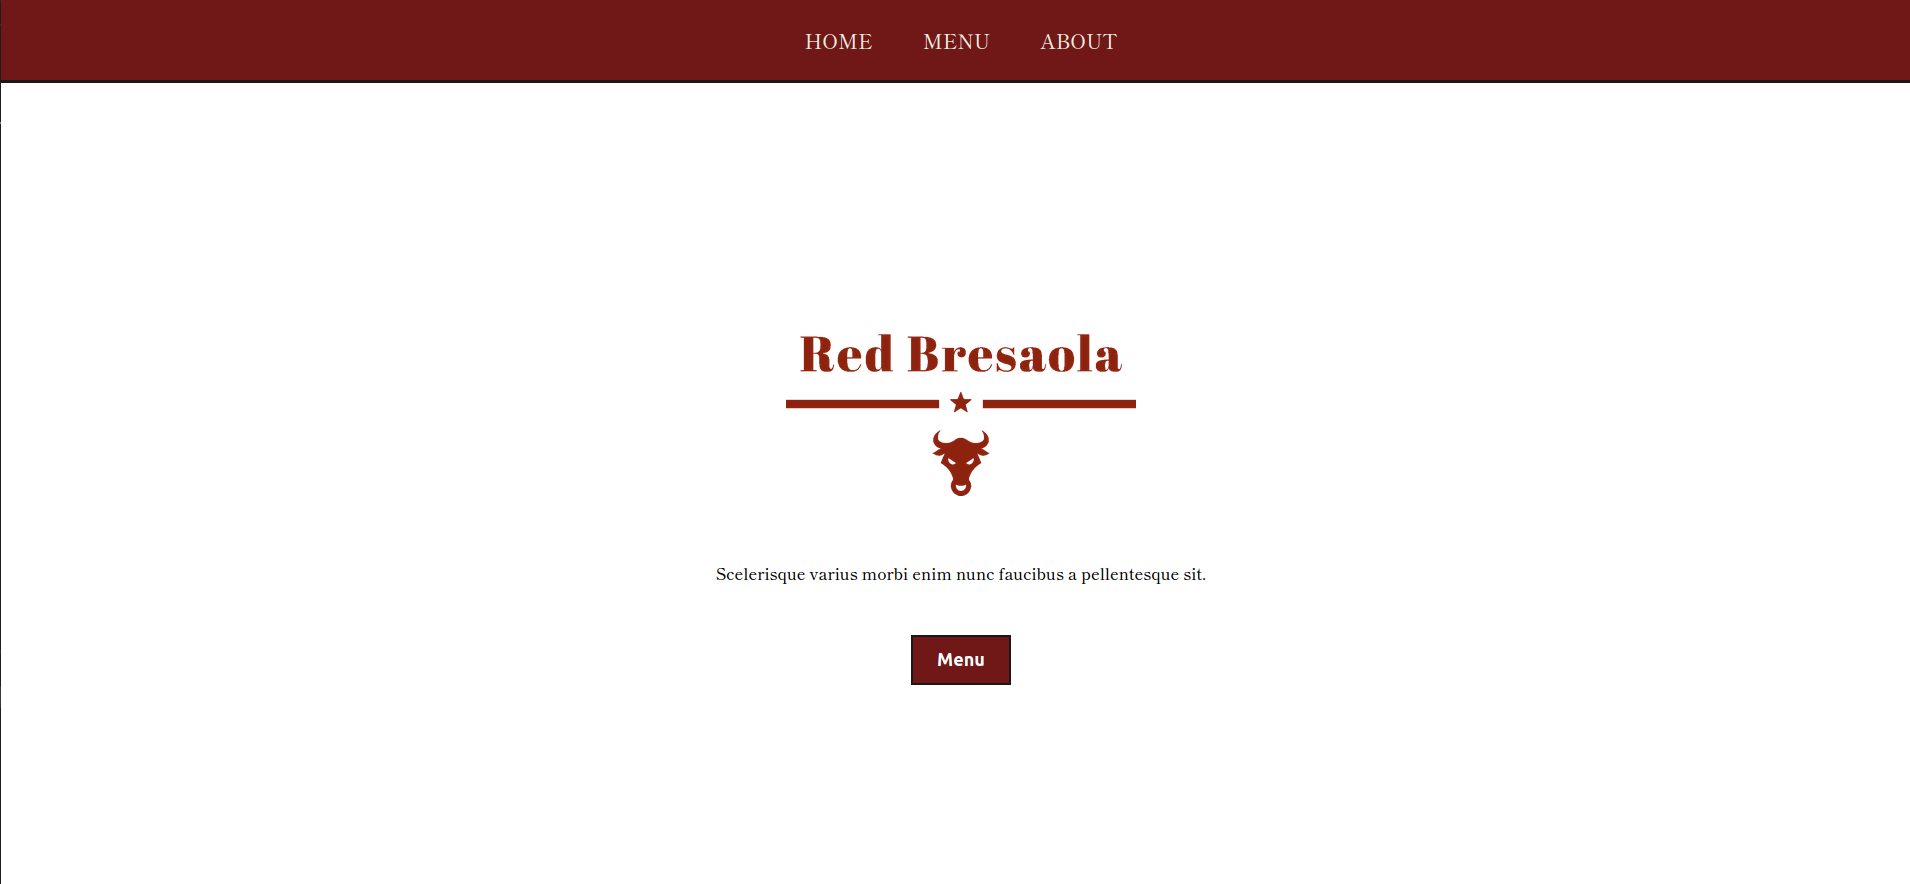 HOME MENU ABOUT
Red Bresaola
Scelerisque varius morbi enim nunc faucibus a pellentesque sit.
Menu